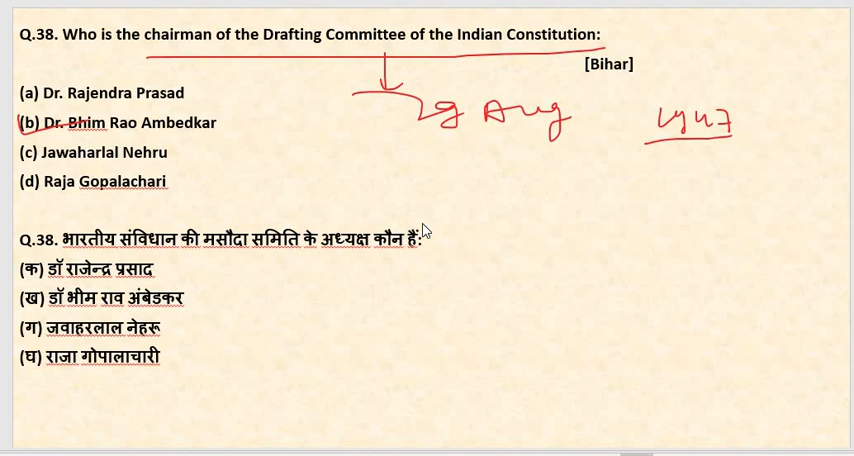 Q.38. Who is the chairman of the Drafting Committee of the Indian Constitution:
[Bihar]
(a) Dr. Rajendra Prasad
29 Aug 1947
(b) Dr. Bhim Rao Ambedkar
(c) Jawaharlal Nehru
(d) Raja Gopalachari
Q.38. भारतीय संविधान की मसौदा समिति के अध्यक्ष कौन हैं:
(क) डॉ राजेन्द्र प्रसाद
(ख) डॉ भीम राव अंबेडकर
(ग) जवाहरलाल नेहरू
(घ) राजा गोपालाचारी